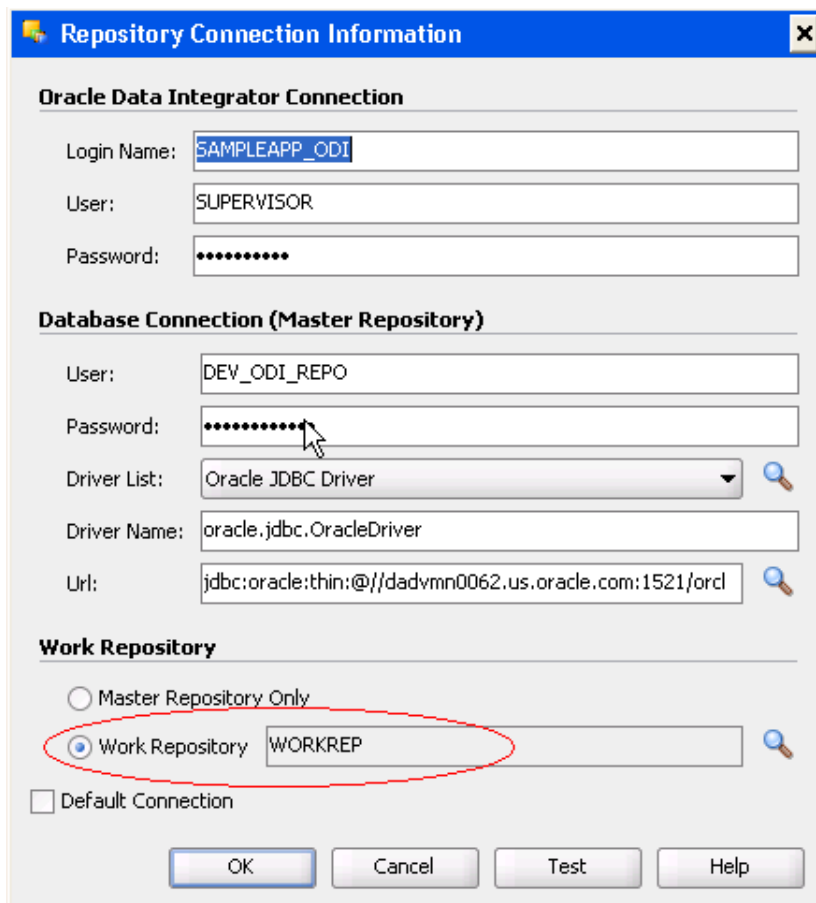 Repository Connection Information
Oracle Data Integrator Connection
Login Name: SAMPLEAPP_ODI
User: SUPERVISOR
Password: ••••••••••
Database Connection (Master Repository)
User: DEV_ODI_REPO
Password: ••••••••••••
Driver List: Oracle JDBC Driver
Driver Name: oracle.jdbc.OracleDriver
Url: jdbc:oracle:thin:@//dadvmn0062.us.oracle.com:1521/orcl
Work Repository
Master Repository Only
Work Repository WORKREP
Default Connection
OK Cancel Test Help